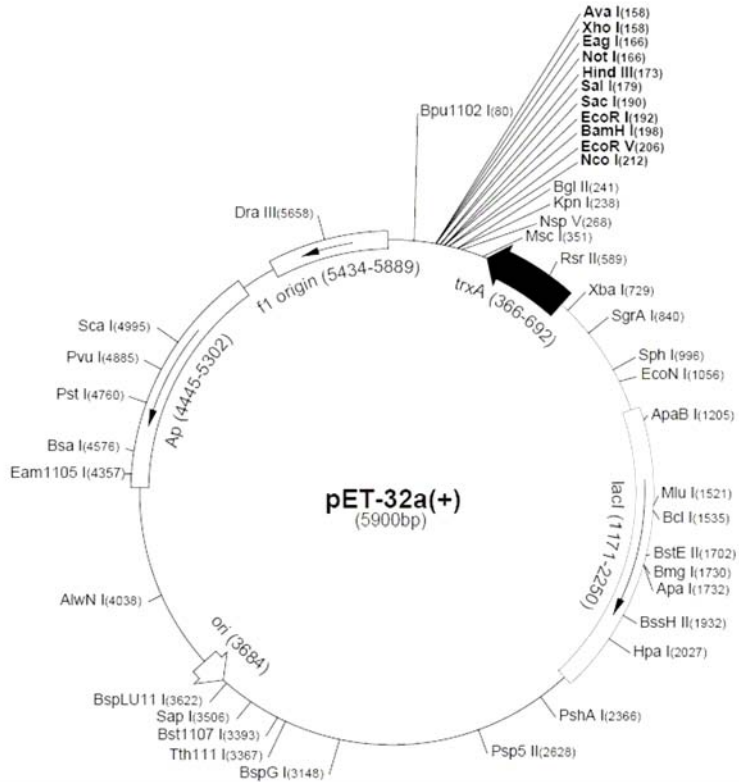 Ava I(158)
Xho I(158)
Eag I(166)
Not I(166)
Hind III(173)
Sal I(179)
Sac I(190)
EcoR I(192)
BamH I(198)
EcoR V(206)
Nco I(212)
Bpu1102 I(80)
Bgl II(241)
Kpn I(238)
Nsp V(268)
Msc I(351)
Rsr II(589)
Xba I(729)
SgrA I(840)
Sph I(996)
EcoN I(1056)
ApaB I(1205)
Mlu I(1521)
Bcl I(1535)
BstE II(1702)
Bmg I(1730)
Apa I(1732)
BssH II(1932)
Hpa I(2027)
PshA I(2366)
Psp5 II(2628)
BspG I(3148)
Tth111 I(3367)
Bst1107 I(3393)
Sap I(3506)
BspLU11 I(3622)
AlwN I(4038)
Eam1105 I(4357)
Bsa I(4576)
Pst I(4760)
Pvu I(4885)
Sca I(4995)
Dra III(5658)
f1 origin (5434-5889)
trxA (366-692)
Ap (4445-5302)
lacI (1171-2250)
ori (3684)
pET-32a(+)
(5900bp)